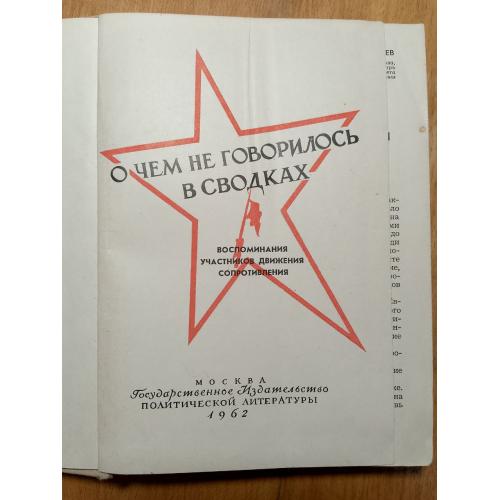 О ЧЕМ НЕ ГОВОРИЛОСЬ
В СВОДКАХ
ВОСПОМИНАНИЯ
УЧАСТНИКОВ ДВИЖЕНИЯ
СОПРОТИВЛЕНИЯ
МОСКВА
Государственное Издательство
ПОЛИТИЧЕСКОЙ ЛИТЕРАТУРЫ
1962